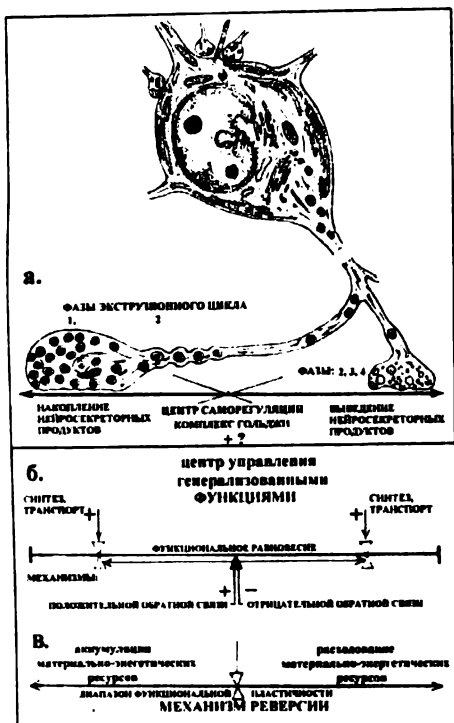 а.
ФАЗЫ ЭКСТРУЗИОННОГО ЦИКЛА
1. 2
ФАЗЫ: 2, 3, 4
НАКОПЛЕНИЕ
НЕЙРОСЕКРЕТОРНЫХ
ПРОДУКТОВ
ЦЕНТР САМОРЕГУЛЯЦИИ
КОМПЛЕКС ГОЛЬДЖИ
+ ?
ВЫВЕДЕНИЕ
НЕЙРОСЕКРЕТОРНЫХ
ПРОДУКТОВ
б.
центр управления
генерализованными
ФУНКЦИЯМИ
СИНТЕЗ,
ТРАНСПОРТ
+
СИНТЕЗ,
ТРАНСПОРТ
+
ФУНКЦИОНАЛЬНОЕ РАВНОВЕСИЕ
МЕХАНИЗМЫ:
+ −
ПОЛОЖИТЕЛЬНОЙ ОБРАТНОЙ СВЯЗИ ОТРИЦАТЕЛЬНОЙ ОБРАТНОЙ СВЯЗИ
В.
аккумуляция
материально-энергетических
ресурсов
расходование
материально-энергетических
ресурсов
ДИАПАЗОН ФУНКЦИОНАЛЬНОЙ ПЛАСТИЧНОСТИ
МЕХАНИЗМ РЕВЕРСИИ